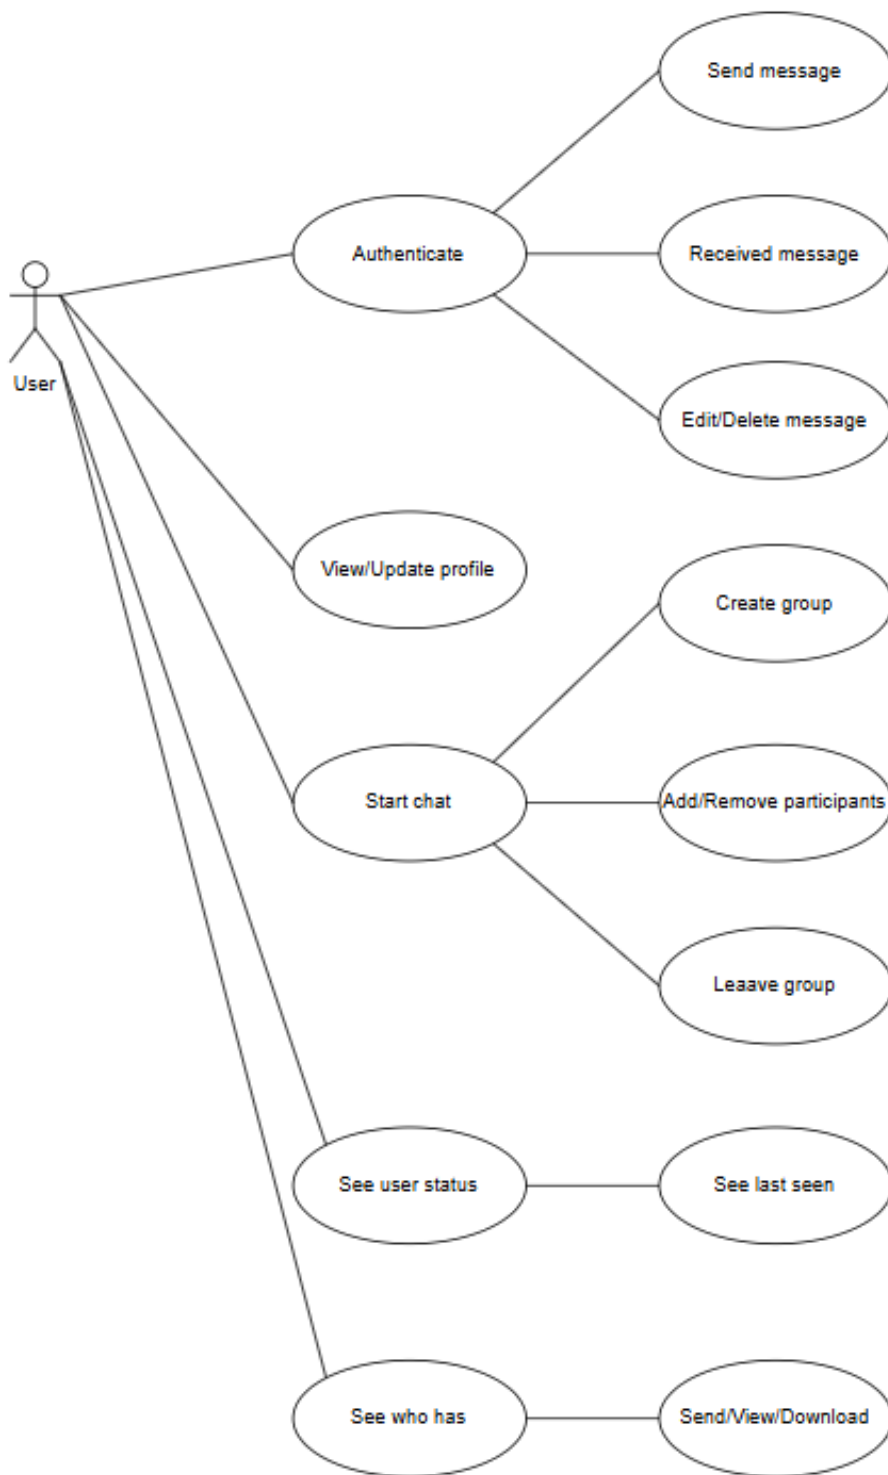 Send message
Authenticate
Received message
User
Edit/Delete message
View/Update profile
Create group
Start chat
Add/Remove participants
Leaave group
See user status
See last seen
See who has
Send/View/Download